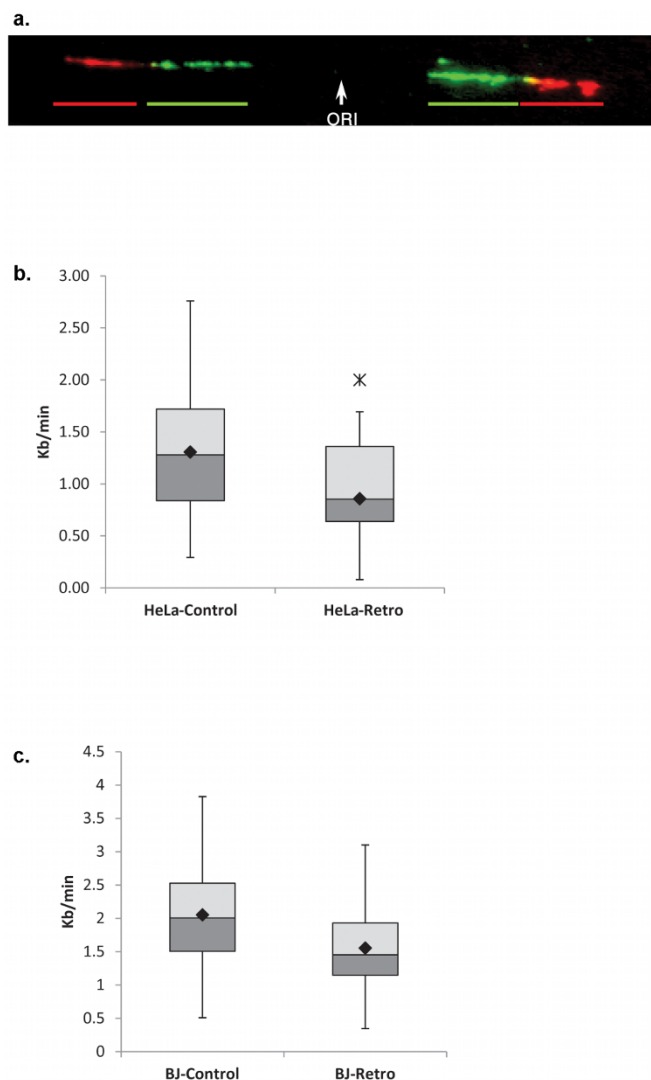 a.
ORI
b.
Kb/min
3.00
2.50
2.00
1.50
1.00
0.50
0.00
HeLa-Control
HeLa-Retro
c.
Kb/min
4.5
4
3.5
3
2.5
2
1.5
1
0.5
0
BJ-Control
BJ-Retro